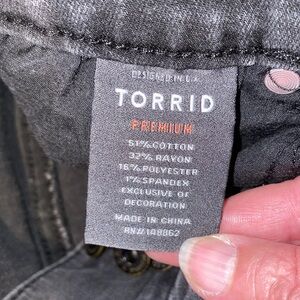 DESIGNED IN L.A.
TORRID
PREMIUM
51% COTTON
32% RAYON
16% POLYESTER
1% SPANDEX
EXCLUSIVE OF
DECORATION
MADE IN CHINA
RN# 148862